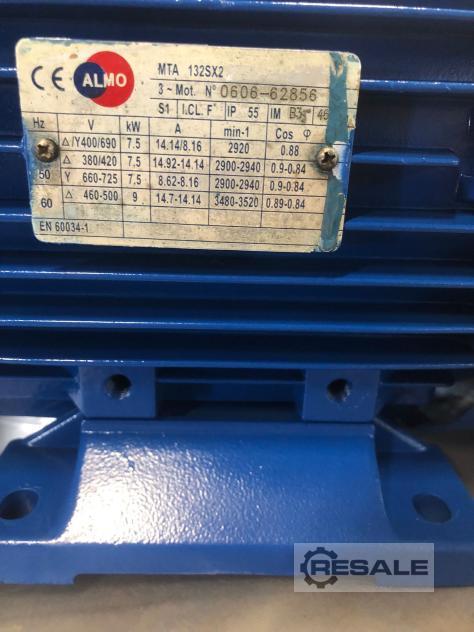 CE ALMO
MTA 132SX2
3 ~ Mot. N° 0606-62856
S1 I.CL. F IP 55 IM B3 46
Hz V kW A min-1 Cos φ
△/Y400/690 7.5 14.14/8.16 2920 0.88
△ 380/420 7.5 14.92-14.14 2900-2940 0.9-0.84
50 Y 660-725 7.5 8.62-8.16 2900-2940 0.9-0.84
60 △ 460-500 9 14.7-14.14 3480-3520 0.89-0.84
EN 60034-1
RESALE